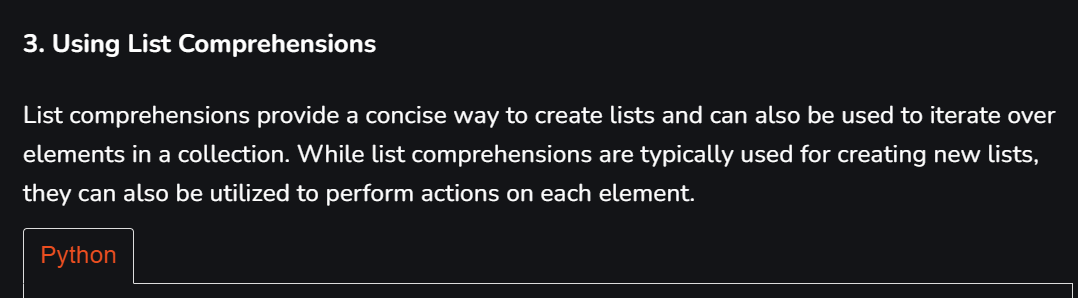 3. Using List Comprehensions
List comprehensions provide a concise way to create lists and can also be used to iterate over
elements in a collection. While list comprehensions are typically used for creating new lists,
they can also be utilized to perform actions on each element.
Python